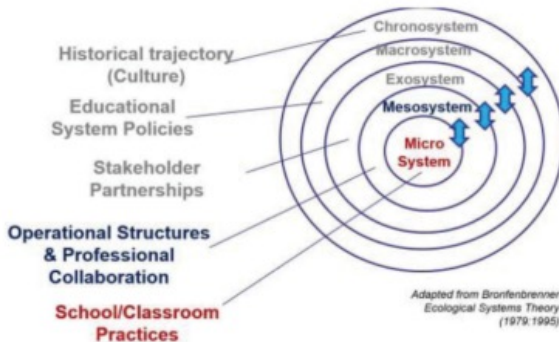 Chronosystem
Macrosystem
Exosystem
Mesosystem
Micro
System
Historical trajectory
(Culture)
Educational
System Policies
Stakeholder
Partnerships
Operational Structures
& Professional
Collaboration
School/Classroom
Practices
Adapted from Bronfenbrenner
Ecological Systems Theory
(1979:1995)